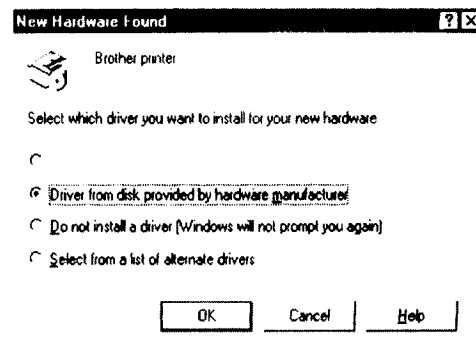 New Hardware Found
Brother printer
Select which driver you want to install for your new hardware
Driver from disk provided by hardware manufacturer
Do not install a driver (Windows will not prompt you again)
Select from a list of alternate drivers
OK Cancel Help